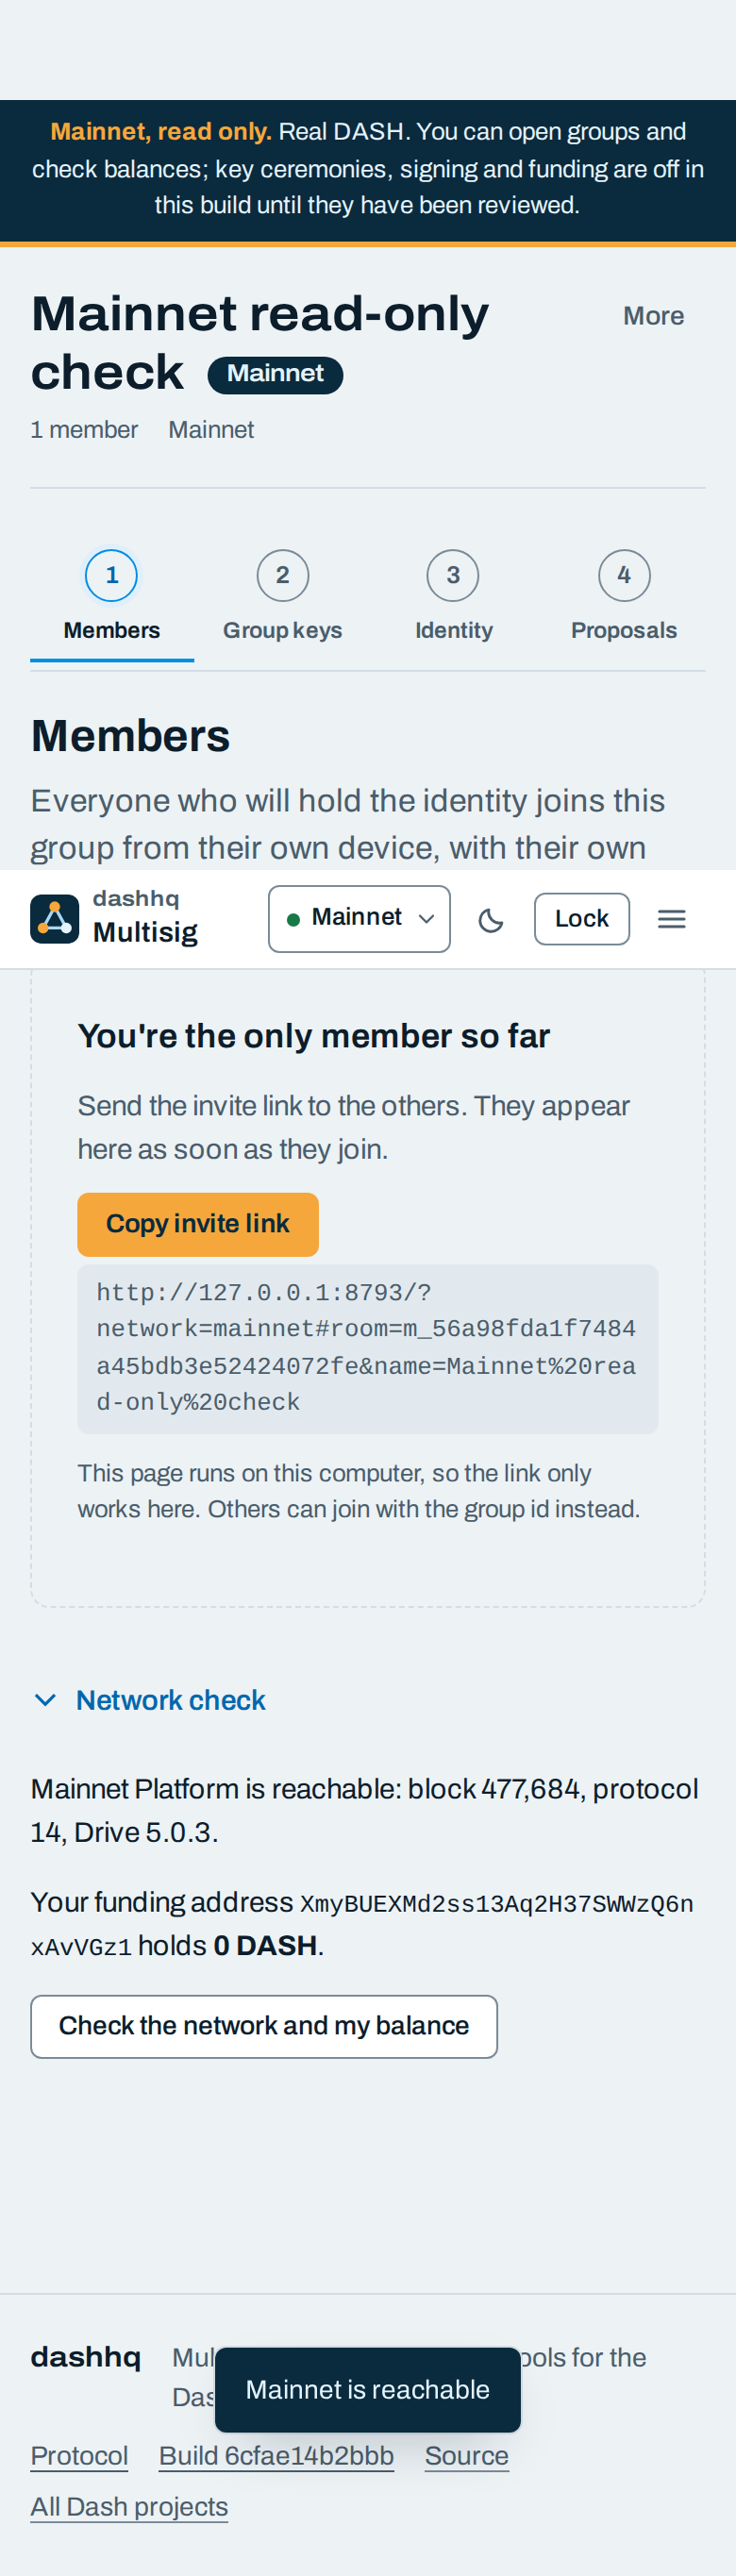 Mainnet, read only. Real DASH. You can open groups and
check balances; key ceremonies, signing and funding are off in
this build until they have been reviewed.
Mainnet read-only
check Mainnet
More
1 member Mainnet
1 2 3 4
Members Group keys Identity Proposals
Members
Everyone who will hold the identity joins this
group from their own device, with their own
dashhq
Multisig
Mainnet
Lock
You're the only member so far
Send the invite link to the others. They appear
here as soon as they join.
Copy invite link
http://127.0.0.1:8793/?
network=mainnet#room=m_56a98fda1f7484
a45bdb3e52424072fe&name=Mainnet%20rea
d-only%20check
This page runs on this computer, so the link only
works here. Others can join with the group id instead.
Network check
Mainnet Platform is reachable: block 477,684, protocol
14, Drive 5.0.3.
Your funding address XmyBUEXMd2ss13Aq2H37SWWzQ6n
xAvVGz1 holds 0 DASH.
Check the network and my balance
dashhq
for the
Mainnet is reachable
Protocol Build 6cfae14b2bbb Source
All Dash projects